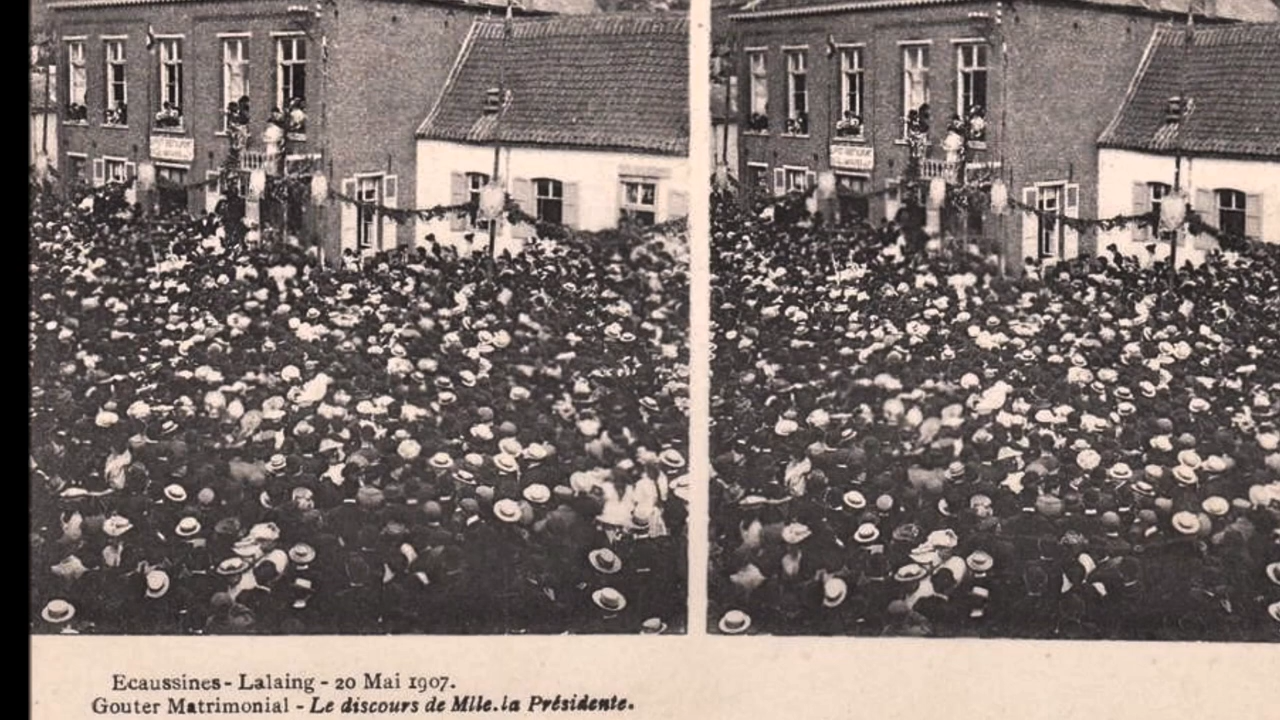 Ecaussines - Lalaing - 20 Mai 1907.
Gouter Matrimonial - Le discours de Mlle.la Présidente.